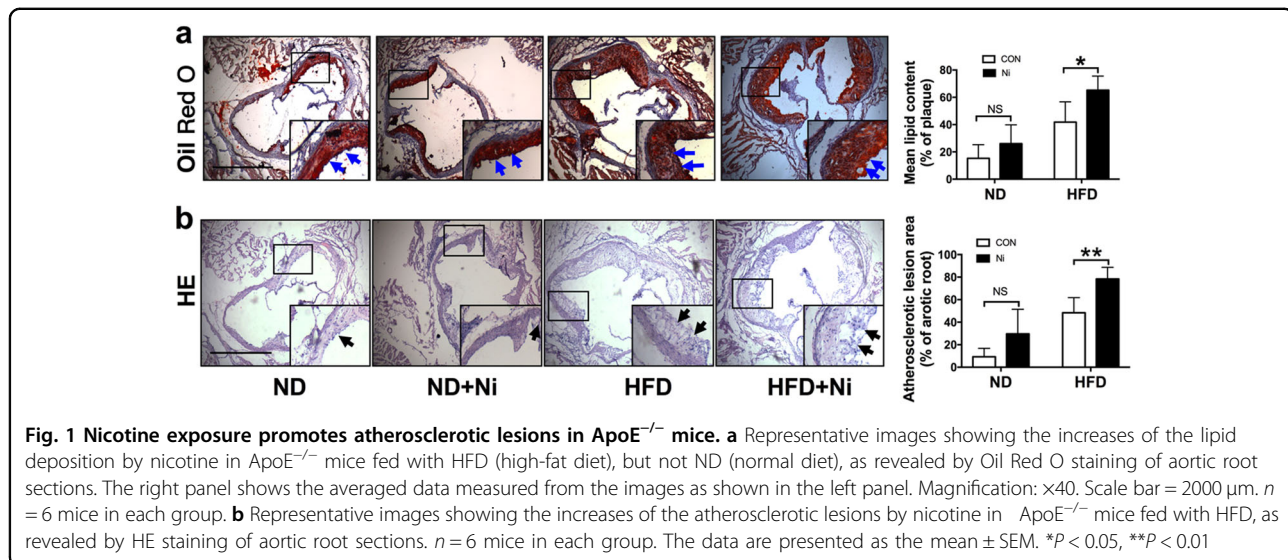 a
Oil Red O
Mean lipid content
(% of plaque)
80
60
40
20
0
CON
Ni
NS
*
ND
HFD
b
HE
ND
ND+Ni
HFD
HFD+Ni
Atherosclerotic lesion area
(% of arotic root)
100
80
60
40
20
0
CON
Ni
NS
**
ND
HFD
Fig. 1 Nicotine exposure promotes atherosclerotic lesions in ApoE−/− mice. a Representative images showing the increases of the lipid
deposition by nicotine in ApoE−/− mice fed with HFD (high-fat diet), but not ND (normal diet), as revealed by Oil Red O staining of aortic root
sections. The right panel shows the averaged data measured from the images as shown in the left panel. Magnification: ×40. Scale bar = 2000 μm. n
= 6 mice in each group. b Representative images showing the increases of the atherosclerotic lesions by nicotine in ApoE−/− mice fed with HFD, as
revealed by HE staining of aortic root sections. n = 6 mice in each group. The data are presented as the mean ± SEM. *P < 0.05, **P < 0.01